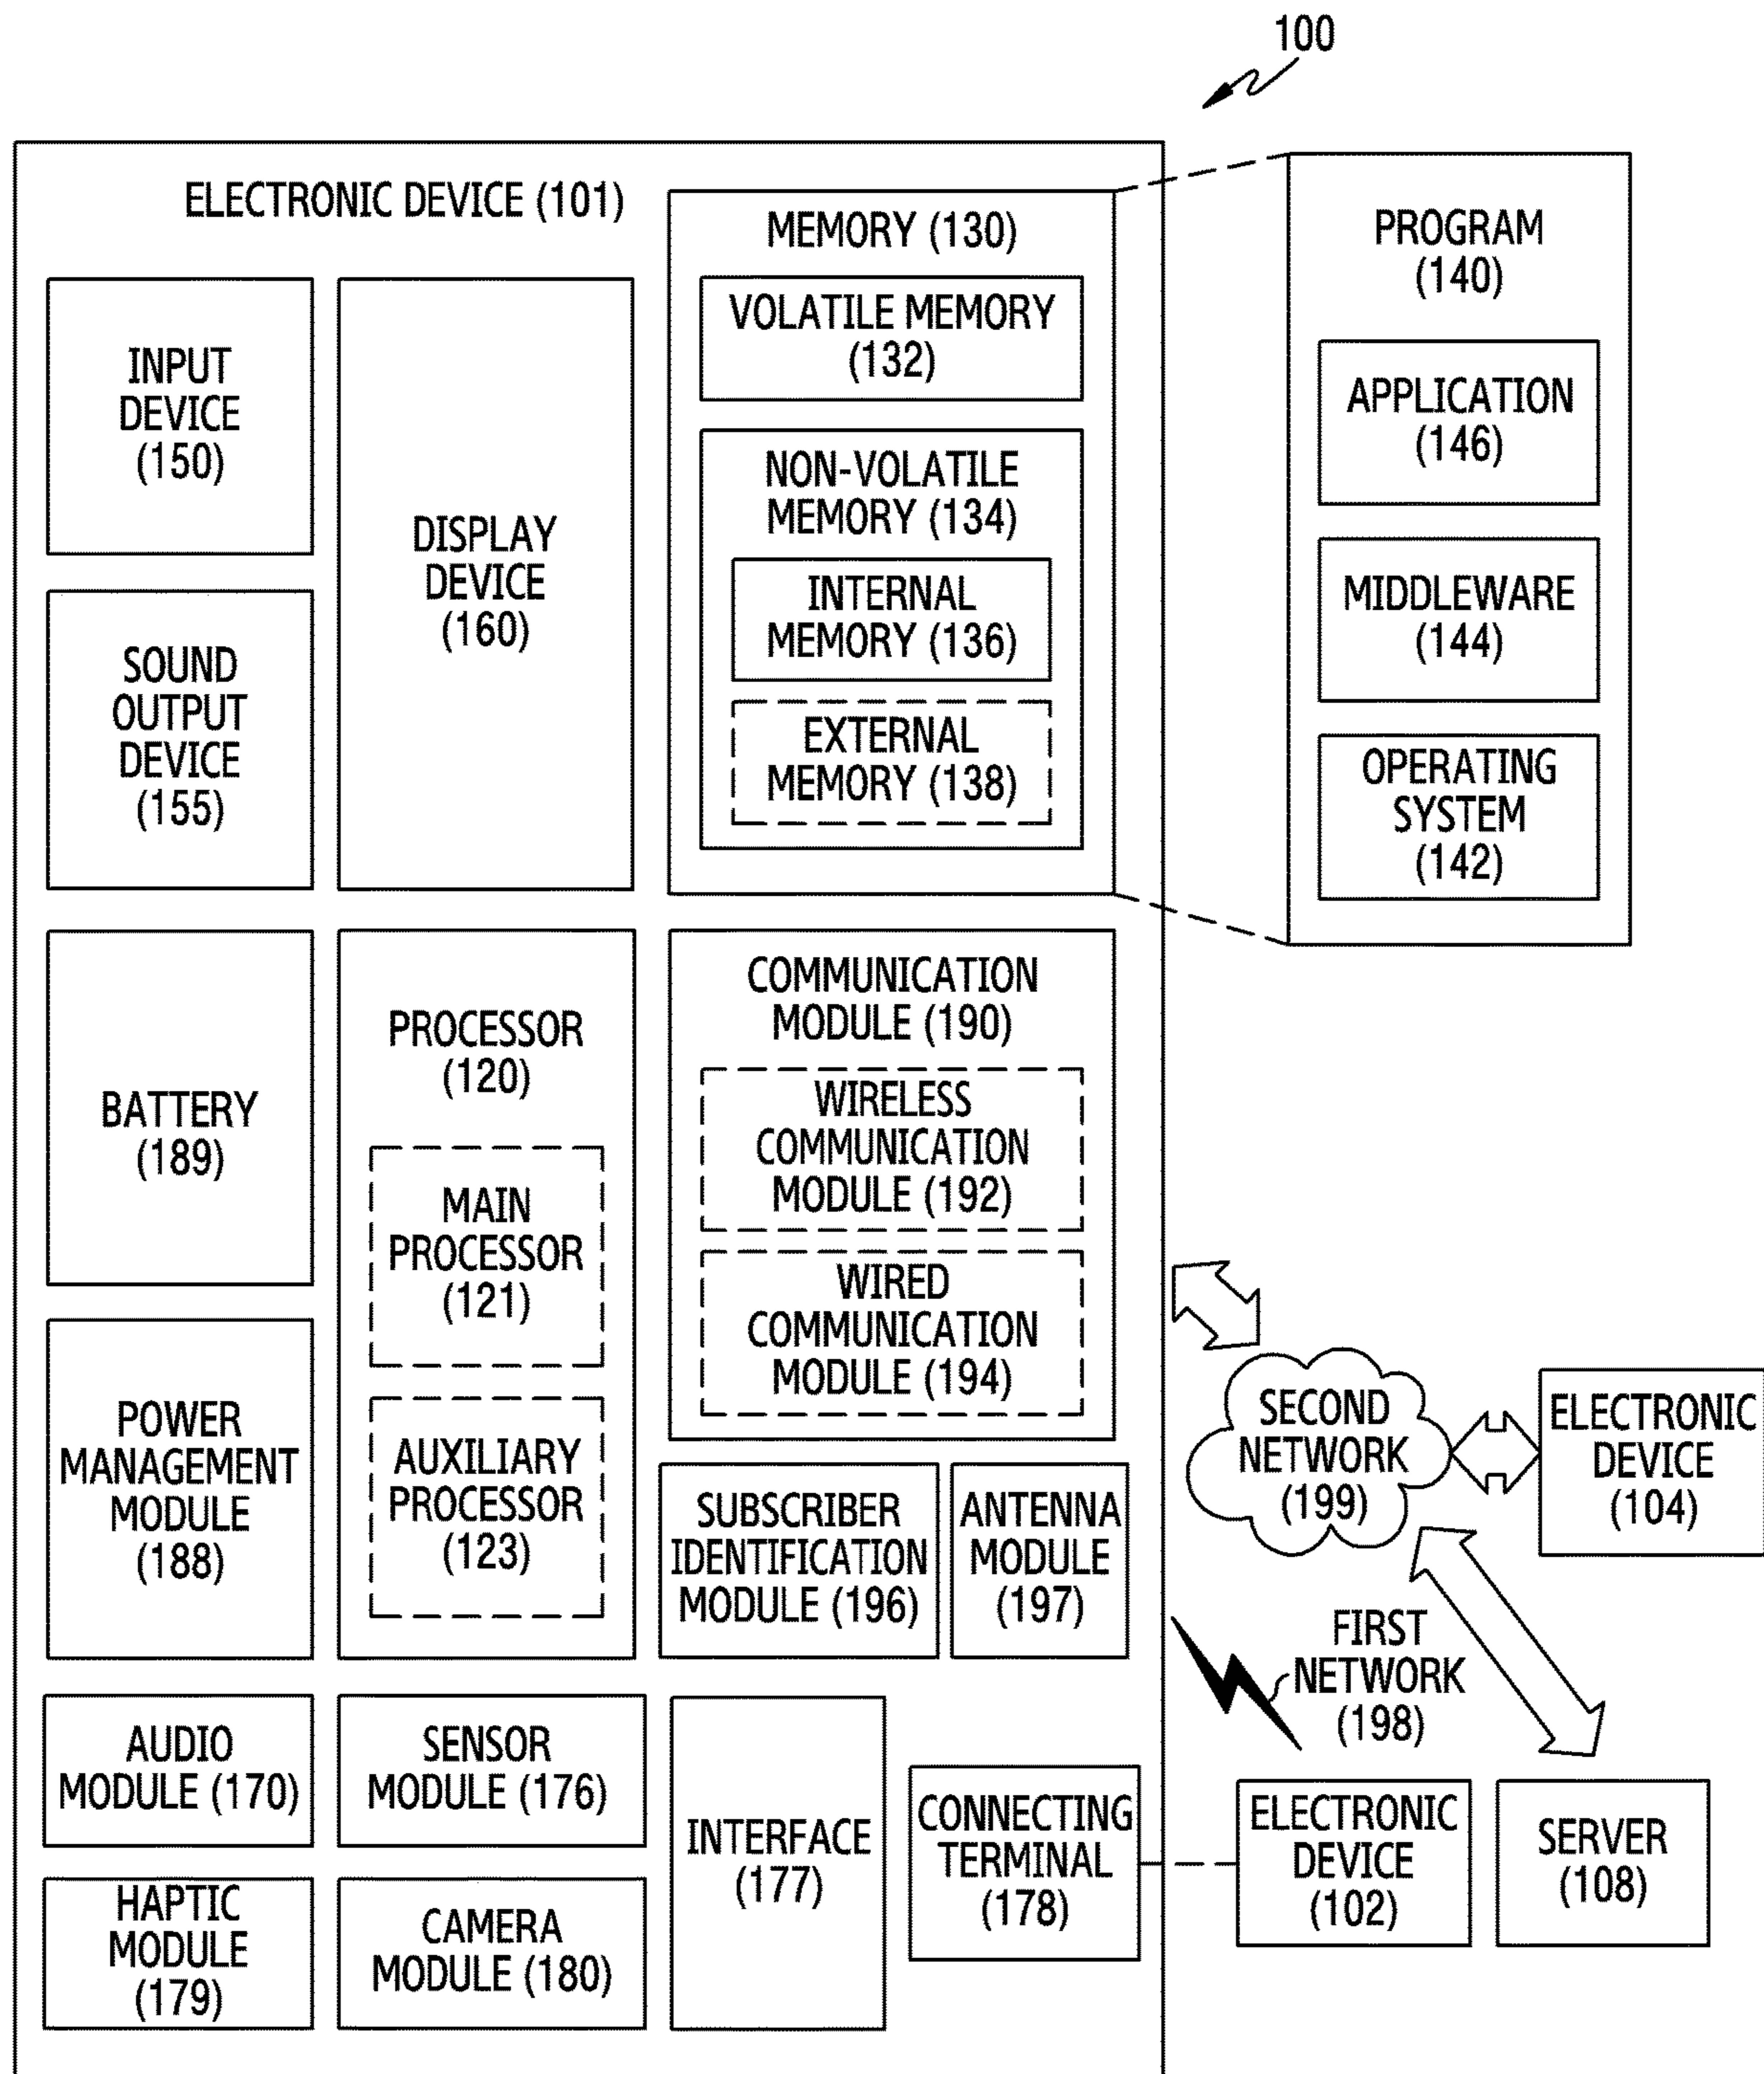 100
ELECTRONIC DEVICE (101)
INPUT
DEVICE
(150)
SOUND
OUTPUT
DEVICE
(155)
DISPLAY
DEVICE
(160)
MEMORY (130)
VOLATILE MEMORY
(132)
NON-VOLATILE
MEMORY (134)
INTERNAL
MEMORY (136)
EXTERNAL
MEMORY (138)
PROGRAM
(140)
APPLICATION
(146)
MIDDLEWARE
(144)
OPERATING
SYSTEM
(142)
BATTERY
(189)
POWER
MANAGEMENT
MODULE
(188)
PROCESSOR
(120)
MAIN
PROCESSOR
(121)
AUXILIARY
PROCESSOR
(123)
COMMUNICATION
MODULE (190)
WIRELESS
COMMUNICATION
MODULE (192)
WIRED
COMMUNICATION
MODULE (194)
SUBSCRIBER
IDENTIFICATION
MODULE (196)
ANTENNA
MODULE
(197)
SECOND
NETWORK
(199)
ELECTRONIC
DEVICE
(104)
FIRST
NETWORK
(198)
AUDIO
MODULE (170)
SENSOR
MODULE (176)
HAPTIC
MODULE
(179)
CAMERA
MODULE (180)
INTERFACE
(177)
CONNECTING
TERMINAL
(178)
ELECTRONIC
DEVICE
(102)
SERVER
(108)